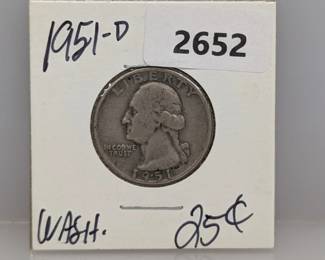 1951-D
2652
LIBERTY
IN GOD WE
TRUST
1951
WASH.
25¢